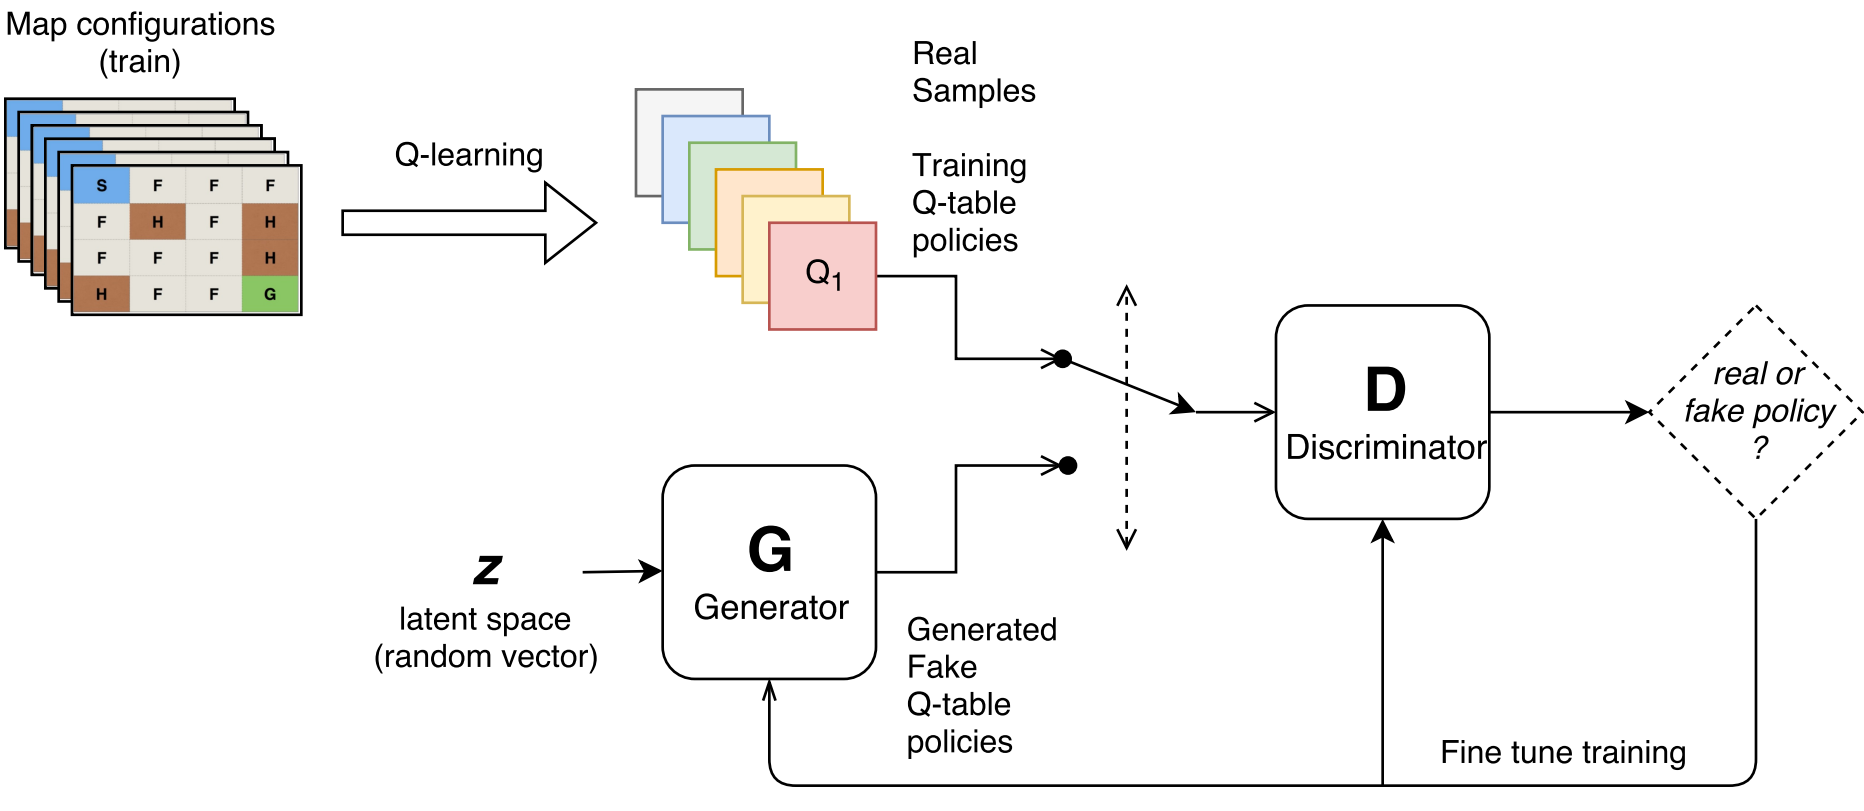 Map configurations
(train)
S F F F
F H F H
F F F H
H F F G
Q-learning
Q1
Real
Samples
Training
Q-table
policies
z
latent space
(random vector)
G
Generator
Generated
Fake
Q-table
policies
D
Discriminator
real or
fake policy
?
Fine tune training